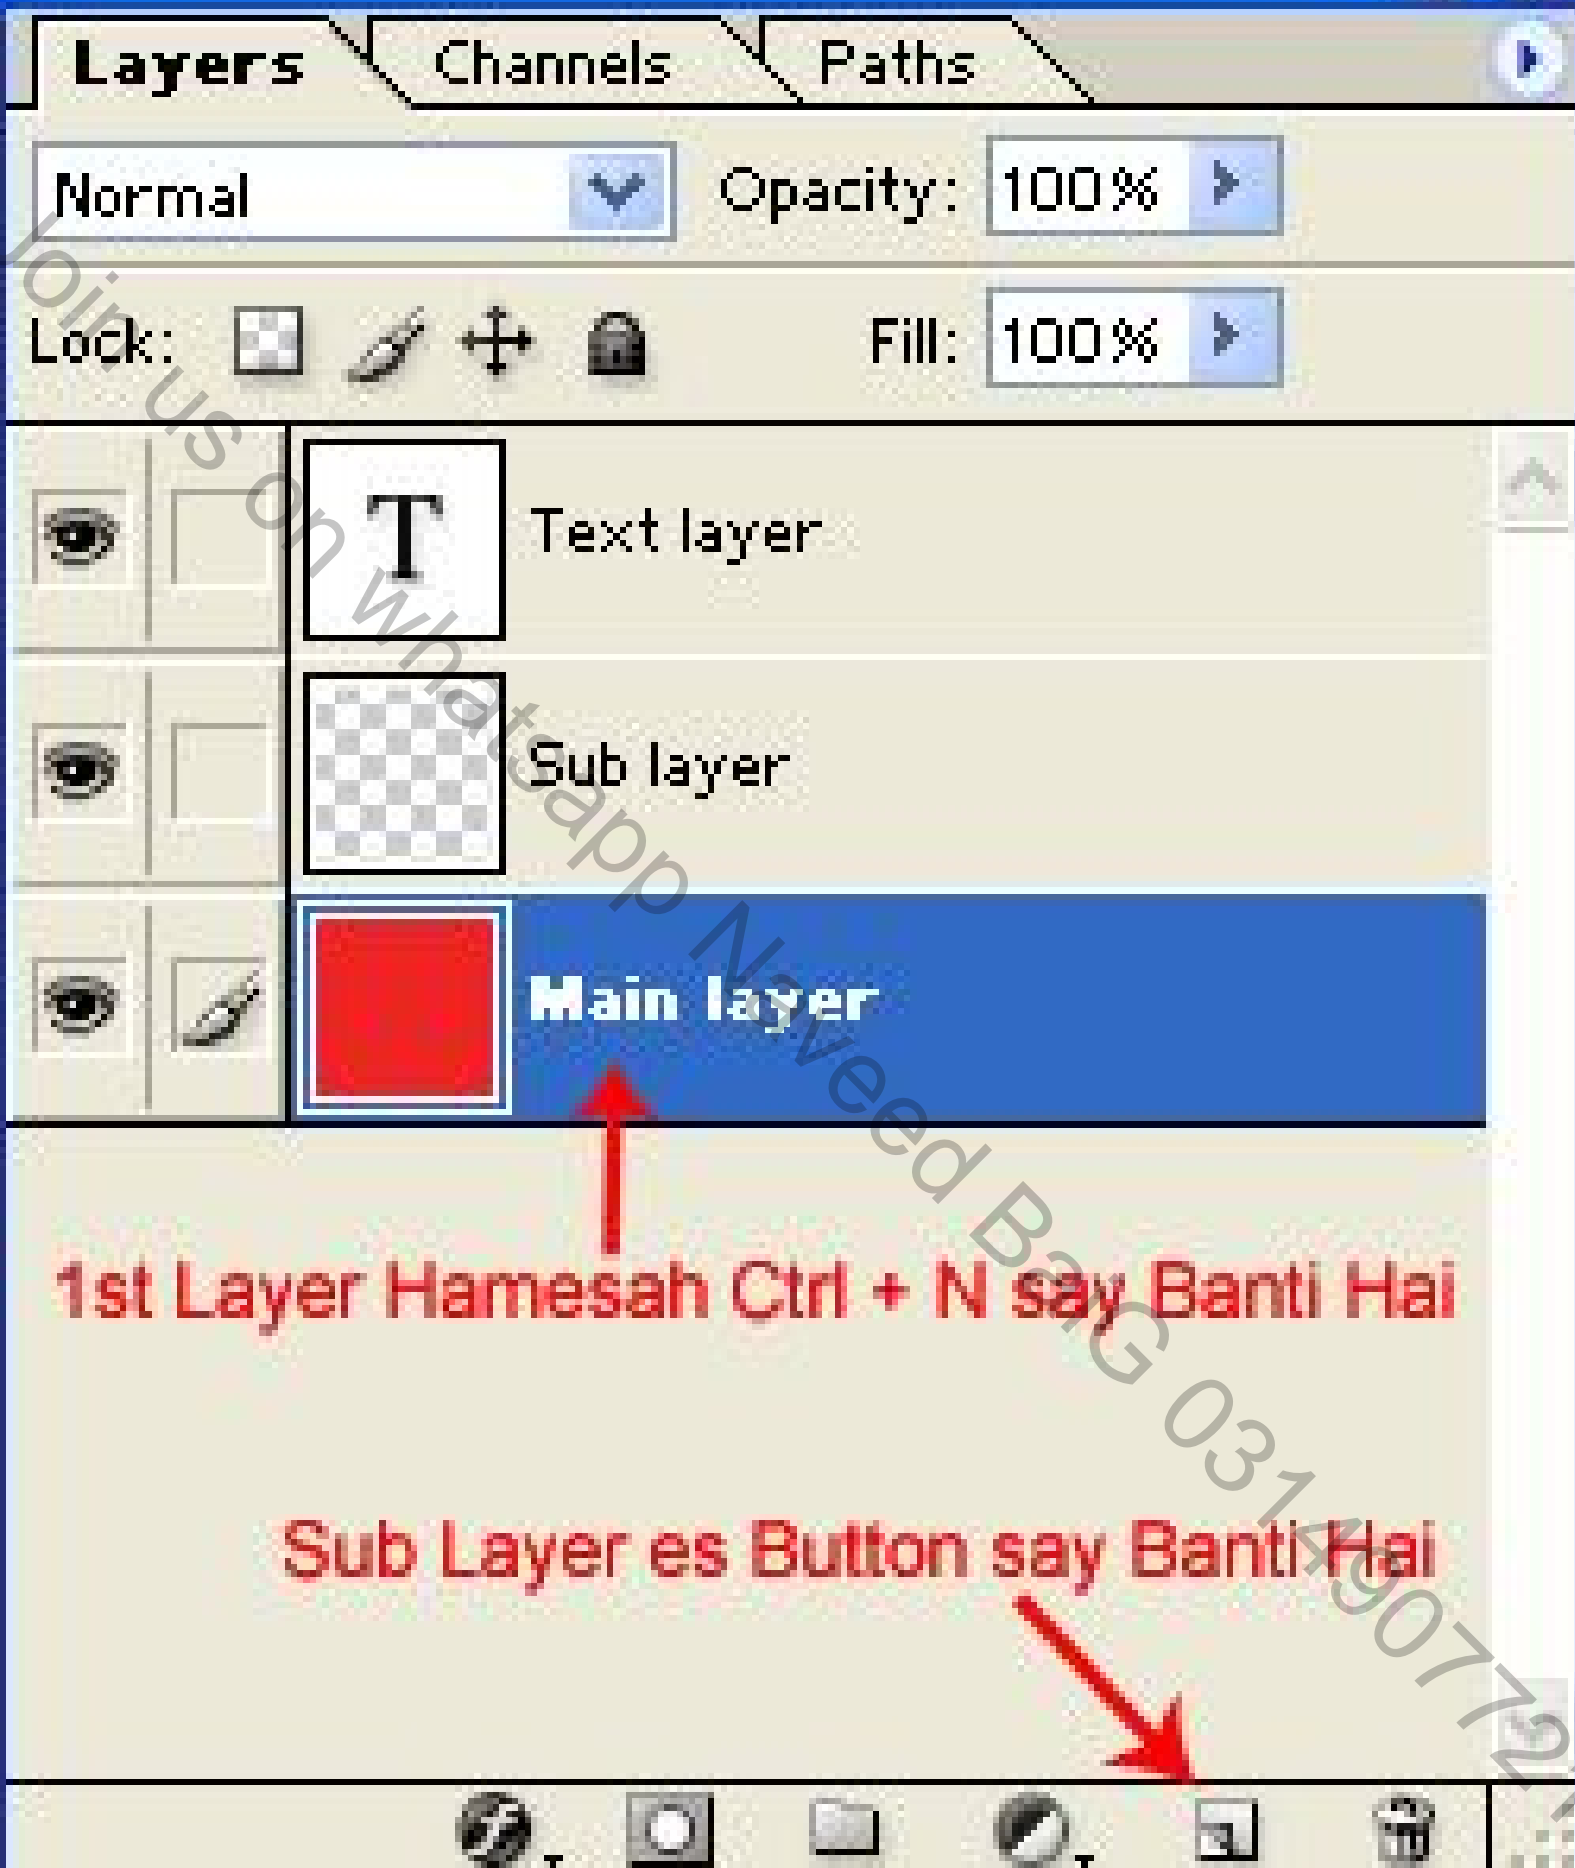 Layers Channels Paths
Normal Opacity: 100%
Lock: Fill: 100%
T Text layer
Sub layer
Main layer
1st Layer Hamesah Ctrl + N say Banti Hai
Sub Layer es Button say Banti Hai
Join us on whatsapp Naveed BaiG 0314907721